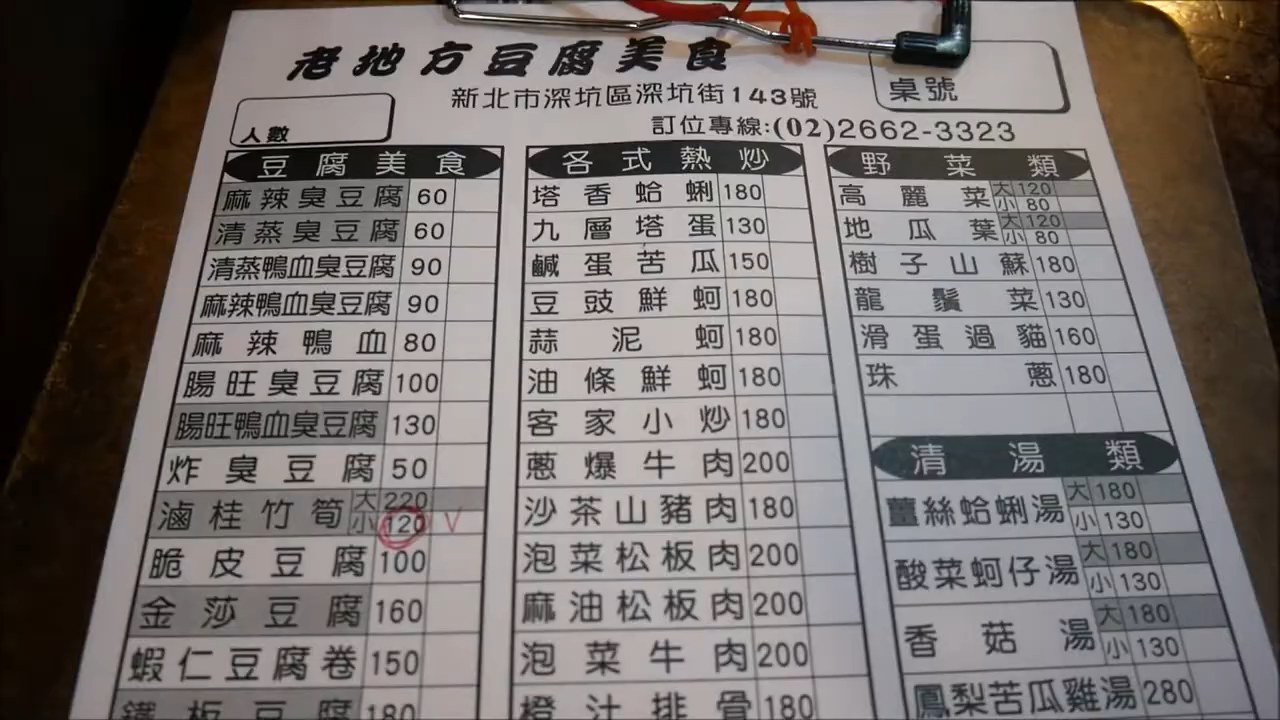 老地方豆腐美食
新北市深坑區深坑街143號
桌號
人數
訂位專線:(02)2662-3323
豆腐美食
麻辣臭豆腐 60
清蒸臭豆腐 60
清蒸鴨血臭豆腐 90
麻辣鴨血臭豆腐 90
麻辣鴨血 80
腸旺臭豆腐 100
腸旺鴨血臭豆腐 130
炸臭豆腐 50
滷桂竹筍 大 220
小 120 V
脆皮豆腐 100
金莎豆腐 160
蝦仁豆腐卷 150
鐵板豆腐 180
各式熱炒
塔香蛤蜊 180
九層塔蛋 130
鹹蛋苦瓜 150
豆豉鮮蚵 180
蒜泥蚵 180
油條鮮蚵 180
客家小炒 180
蔥爆牛肉 200
沙茶山豬肉 180
泡菜松板肉 200
麻油松板肉 200
泡菜牛肉 200
橙汁排骨 180
野菜類
高麗菜 大 120
小 80
地瓜葉 大 120
小 80
樹子山蘇 180
龍鬚菜 130
滑蛋過貓 160
珠蔥 180
清湯類
薑絲蛤蜊湯 大 180
小 130
酸菜蚵仔湯 大 180
小 130
香菇湯 大 180
小 130
鳳梨苦瓜雞湯 280